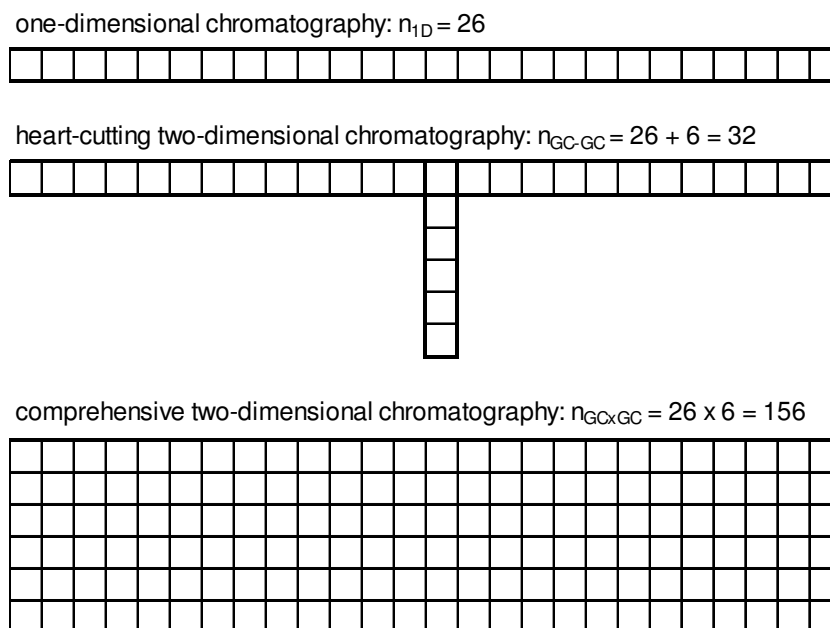 one-dimensional chromatography: n1D = 26
heart-cutting two-dimensional chromatography: nGC-GC = 26 + 6 = 32
comprehensive two-dimensional chromatography: nGCxGC = 26 x 6 = 156